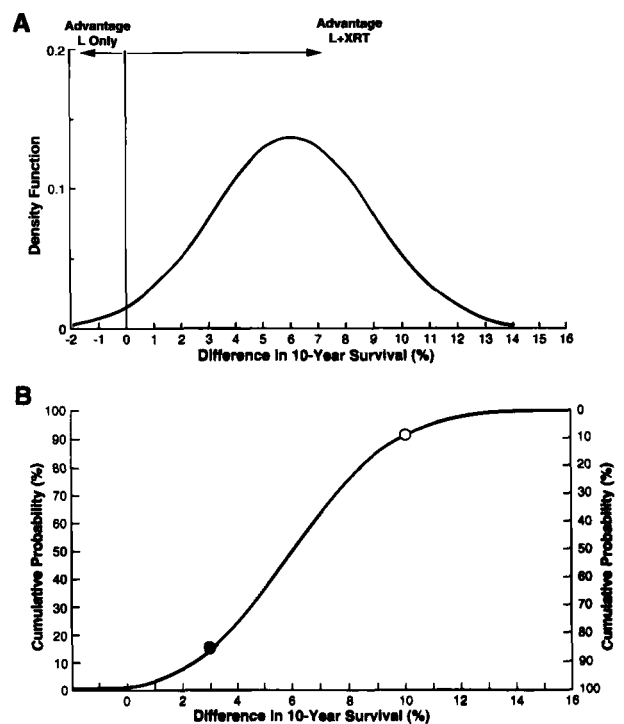 A
Advantage
L Only
Advantage
L+XRT
0.2
0.1
0
Density Function
-2 -1 0 1 2 3 4 5 6 7 8 9 10 11 12 13 14 15 16
Difference in 10-Year Survival (%)
B
100
90
80
70
60
50
40
30
20
10
0
Cumulative Probability (%)
0
10
20
30
40
50
60
70
80
90
100
Cumulative Probability (%)
0 2 4 6 8 10 12 14 16
Difference in 10-Year Survival (%)